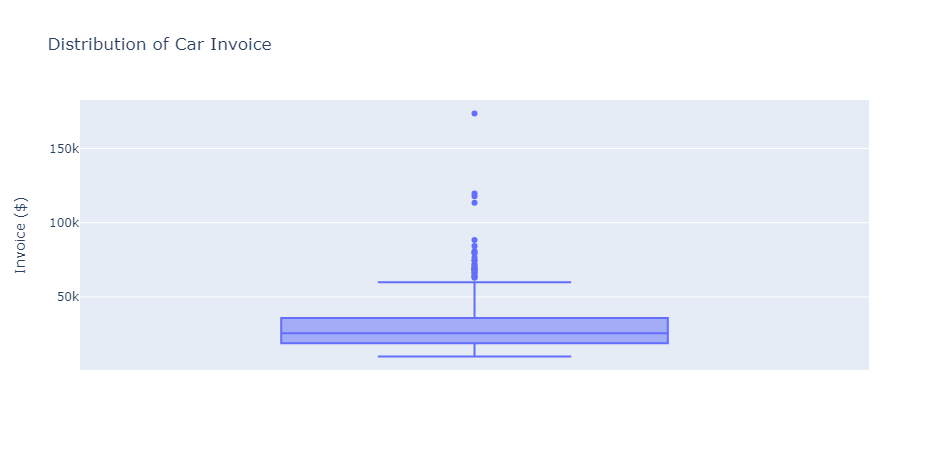 Distribution of Car Invoice
150k
100k
50k
Invoice ($)